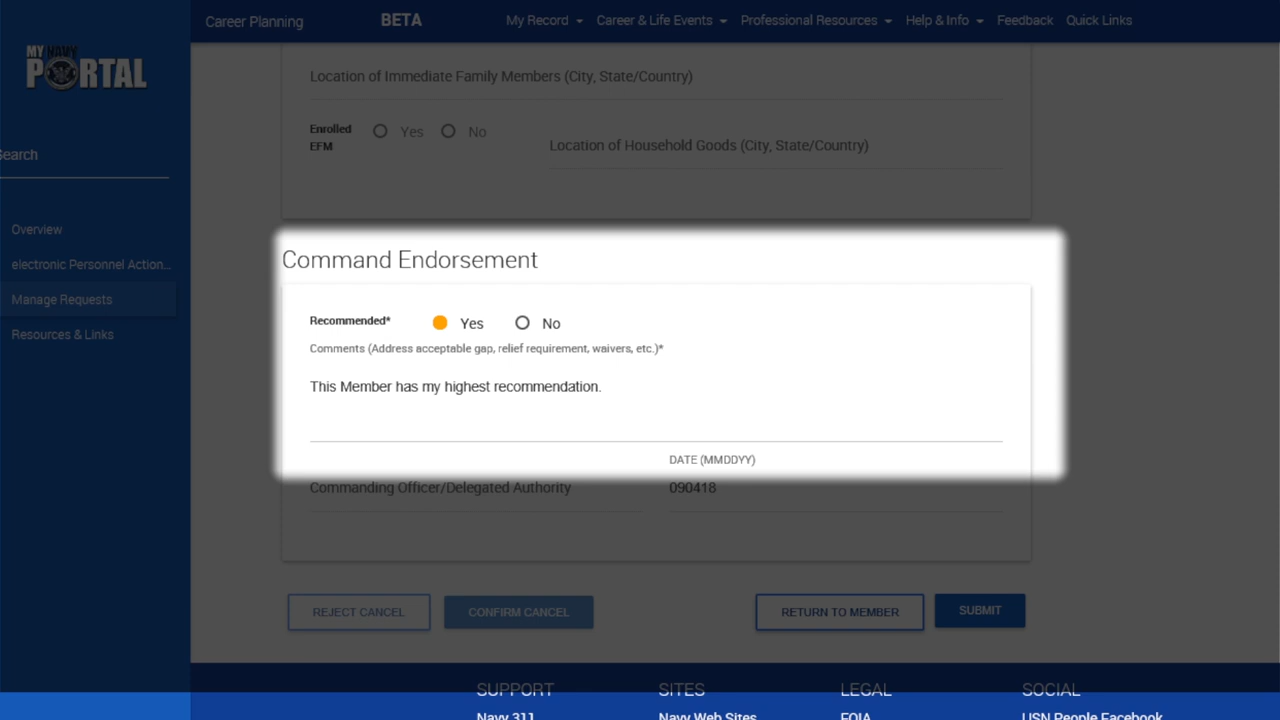 Career Planning
BETA
My Record
Career & Life Events
Professional Resources
Help & Info
Feedback
Quick Links
MY NAVY
PORTAL
Search
Overview
electronic Personnel Action...
Manage Requests
Resources & Links
Location of Immediate Family Members (City, State/Country)
Enrolled
EFM
Yes
No
Location of Household Goods (City, State/Country)
Command Endorsement
Recommended*
Yes
No
Comments (Address acceptable gap, relief requirement, waivers, etc.)*
This Member has my highest recommendation.
DATE (MMDDYY)
Commanding Officer/Delegated Authority
090418
REJECT CANCEL
CONFIRM CANCEL
RETURN TO MEMBER
SUBMIT
SUPPORT
SITES
LEGAL
SOCIAL
Navy 311
Navy Web Sites
FOIA
USN People Facebook